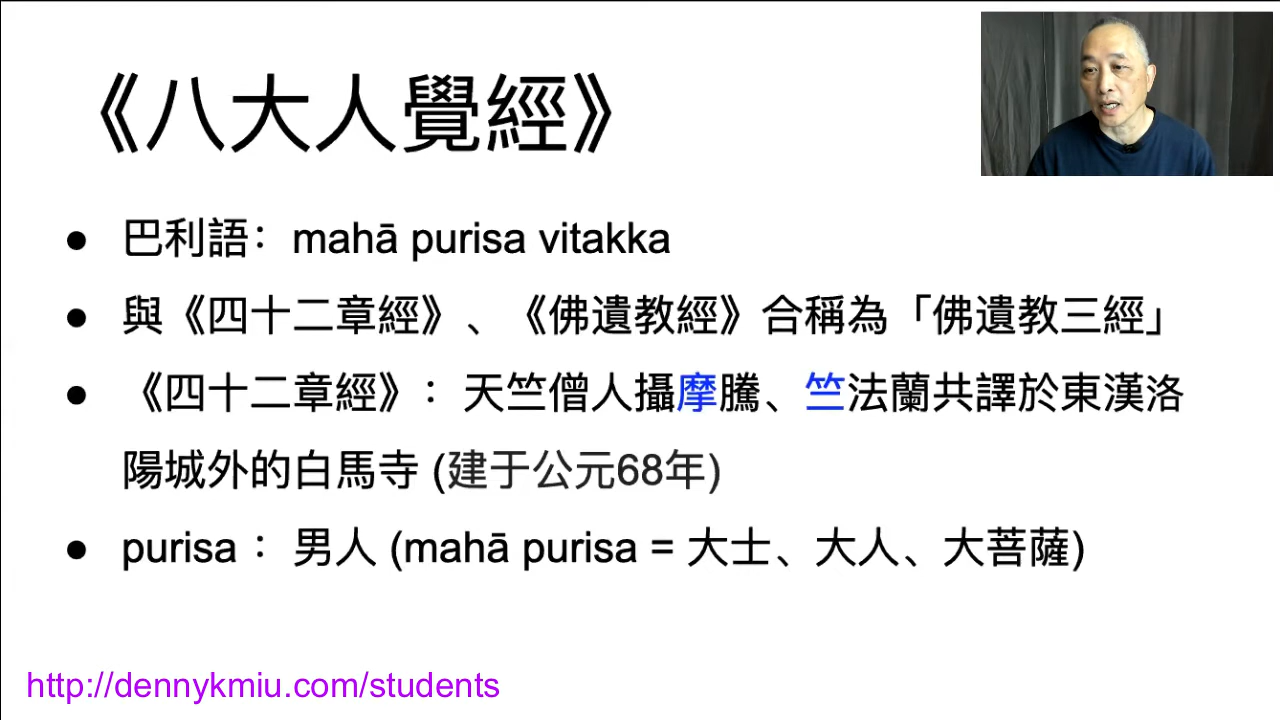 《八大人覺經》
● 巴利語：mahā purisa vitakka
● 與《四十二章經》、《佛遺教經》合稱為「佛遺教三經」
● 《四十二章經》：天竺僧人攝摩騰、竺法蘭共譯於東漢洛
陽城外的白馬寺 (建于公元68年)
● purisa：男人 (mahā purisa = 大士、大人、大菩薩)
http://dennykmiu.com/students